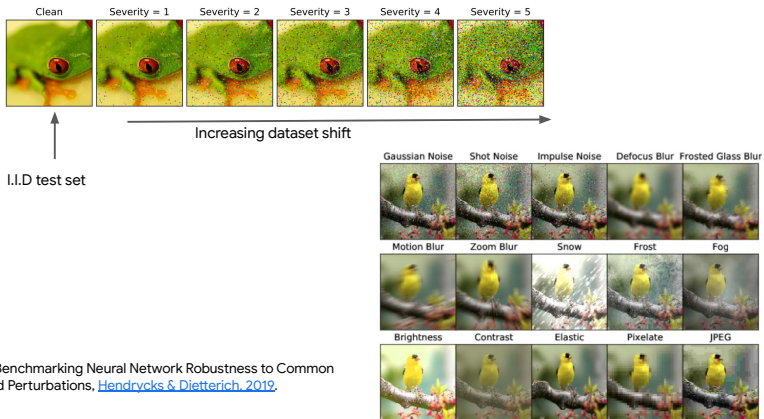 Clean Severity = 1 Severity = 2 Severity = 3 Severity = 4 Severity = 5
Increasing dataset shift
I.I.D test set
Gaussian Noise Shot Noise Impulse Noise Defocus Blur Frosted Glass Blur
Motion Blur Zoom Blur Snow Frost Fog
Brightness Contrast Elastic Pixelate JPEG
Benchmarking Neural Network Robustness to Common
d Perturbations, Hendrycks & Dietterich, 2019.